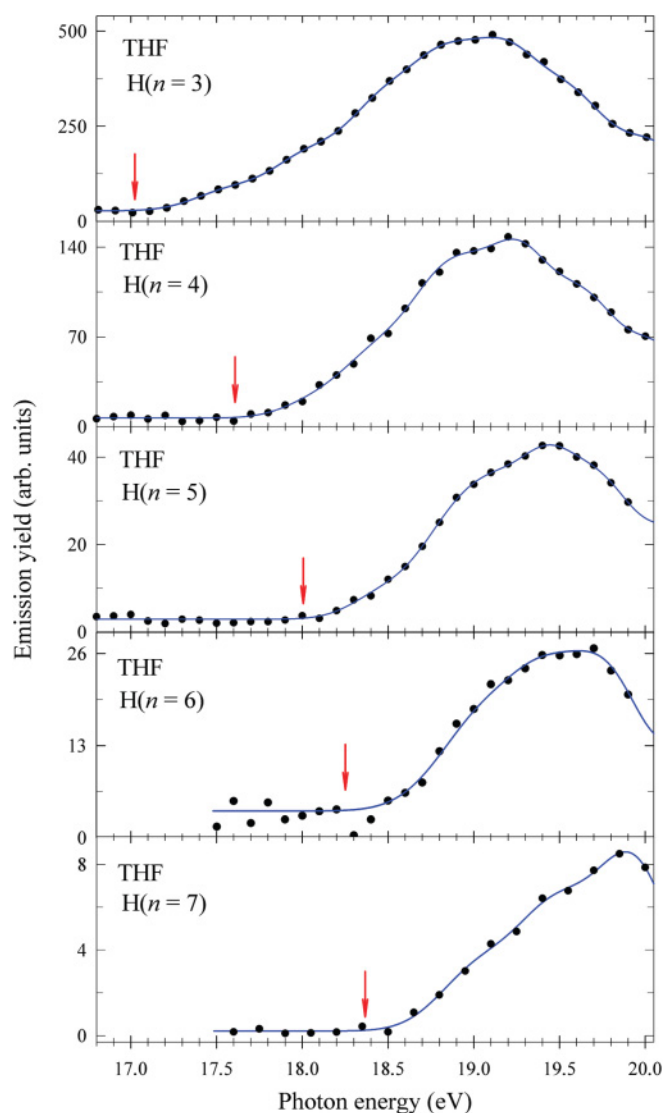 500
THF
H(n = 3)
250
0
140
THF
H(n = 4)
70
0
40
THF
H(n = 5)
20
0
26
THF
H(n = 6)
13
0
8
THF
H(n = 7)
4
0
Emission yield (arb. units)
17.0 17.5 18.0 18.5 19.0 19.5 20.0
Photon energy (eV)